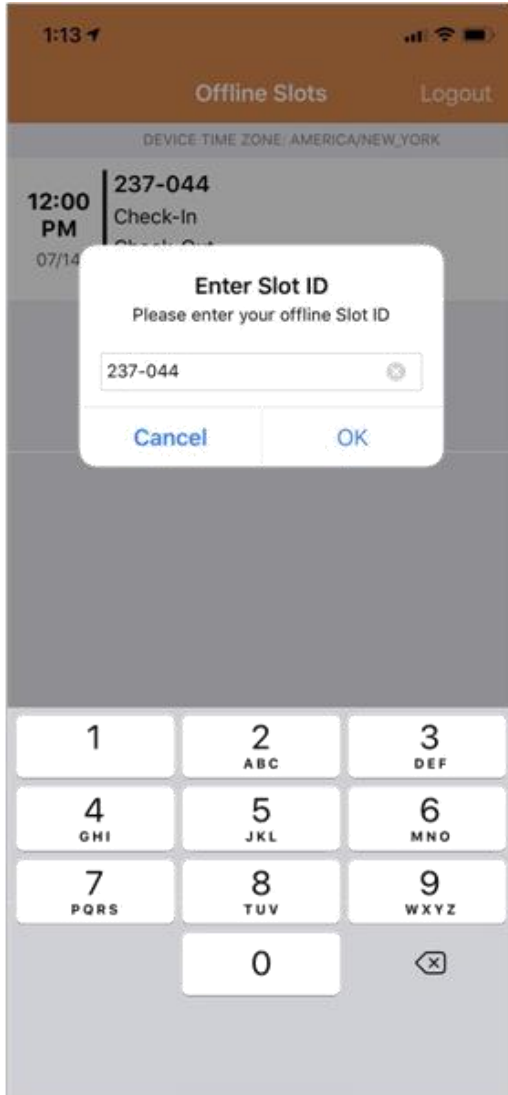 1:13
Offline Slots
Logout
DEVICE TIME ZONE: AMERICA/NEW_YORK
12:00
PM
07/14
237-044
Check-In
Check-Out
Enter Slot ID
Please enter your offline Slot ID
237-044
Cancel
OK
1
2
ABC
3
DEF
4
GHI
5
JKL
6
MNO
7
PQRS
8
TUV
9
WXYZ
0